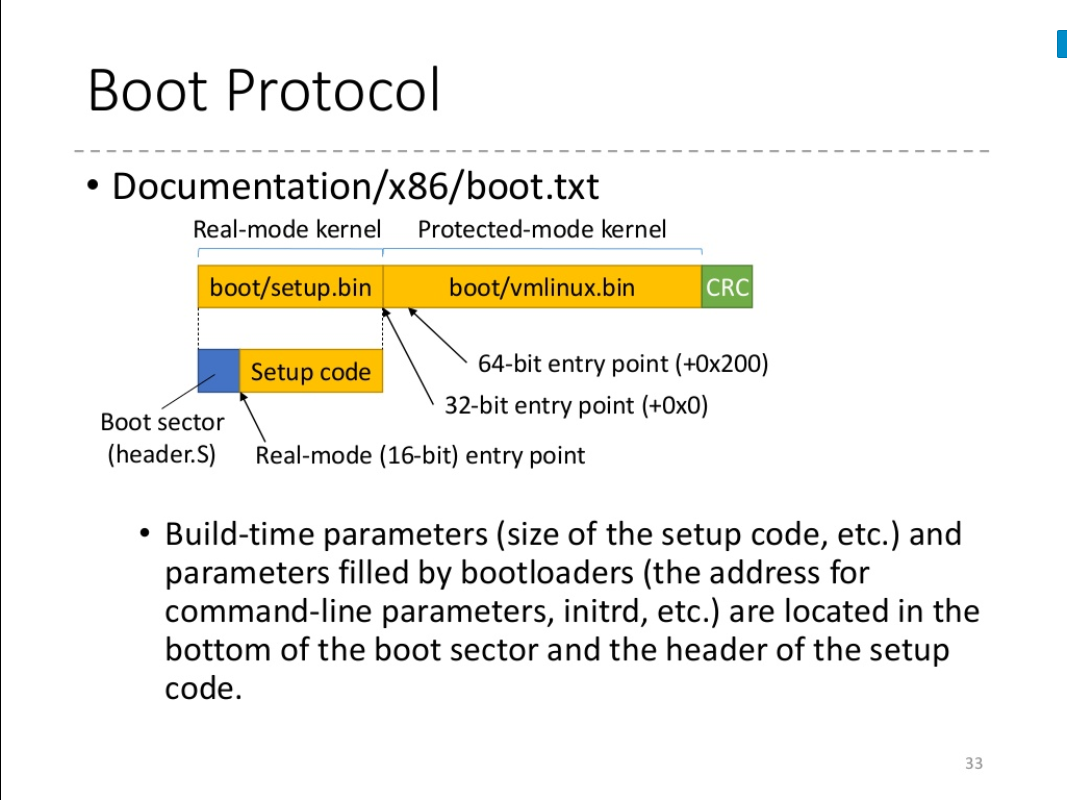 Boot Protocol
• Documentation/x86/boot.txt
Real-mode kernel
Protected-mode kernel
boot/setup.bin
boot/vmlinux.bin
CRC
Setup code
64-bit entry point (+0x200)
32-bit entry point (+0x0)
Boot sector
(header.S)
Real-mode (16-bit) entry point
• Build-time parameters (size of the setup code, etc.) and
parameters filled by bootloaders (the address for
command-line parameters, initrd, etc.) are located in the
bottom of the boot sector and the header of the setup
code.
33